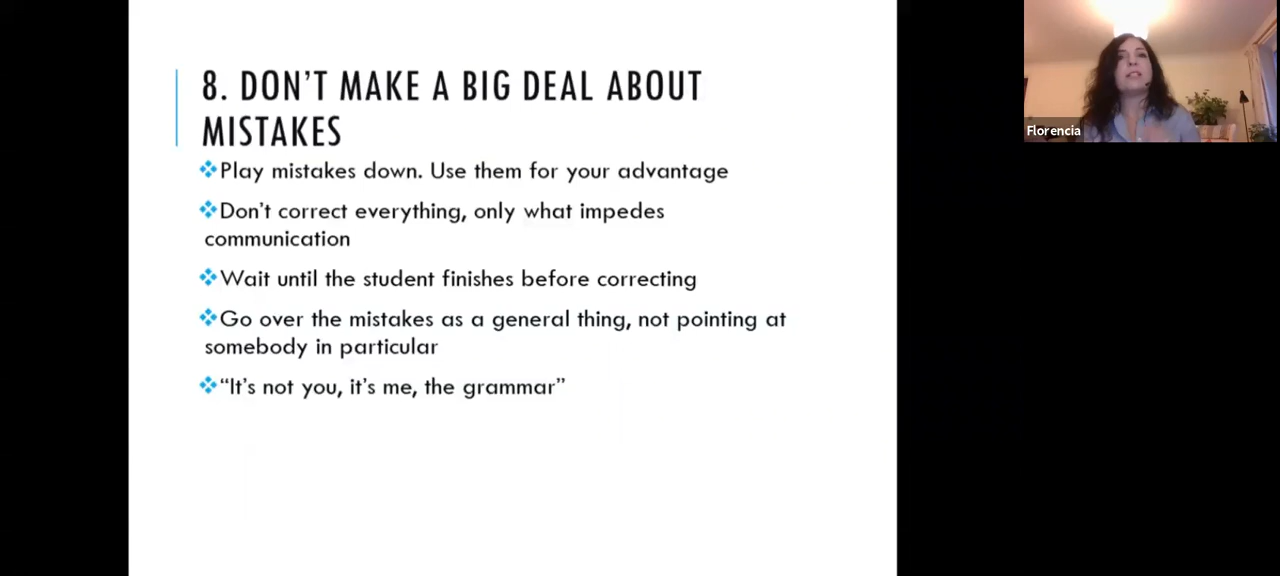 8. DON'T MAKE A BIG DEAL ABOUT
MISTAKES
Play mistakes down. Use them for your advantage
Don't correct everything, only what impedes
communication
Wait until the student finishes before correcting
Go over the mistakes as a general thing, not pointing at
somebody in particular
“It's not you, it's me, the grammar”
Florencia